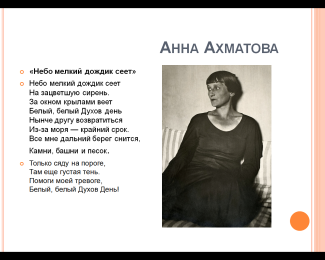 Анна Ахматова
«Небо мелкий дождик сеет»
Небо мелкий дождик сеет
На зацветшую сирень.
За окном крылами веет
Белый, белый Духов день
Нынче другу возвратиться
Из-за моря — крайний срок.
Все мне дальний берег снится,
Камни, башни и песок.
Только сяду на пороге,
Там еще густая тень.
Помоги моей тревоге,
Белый, белый Духов День!